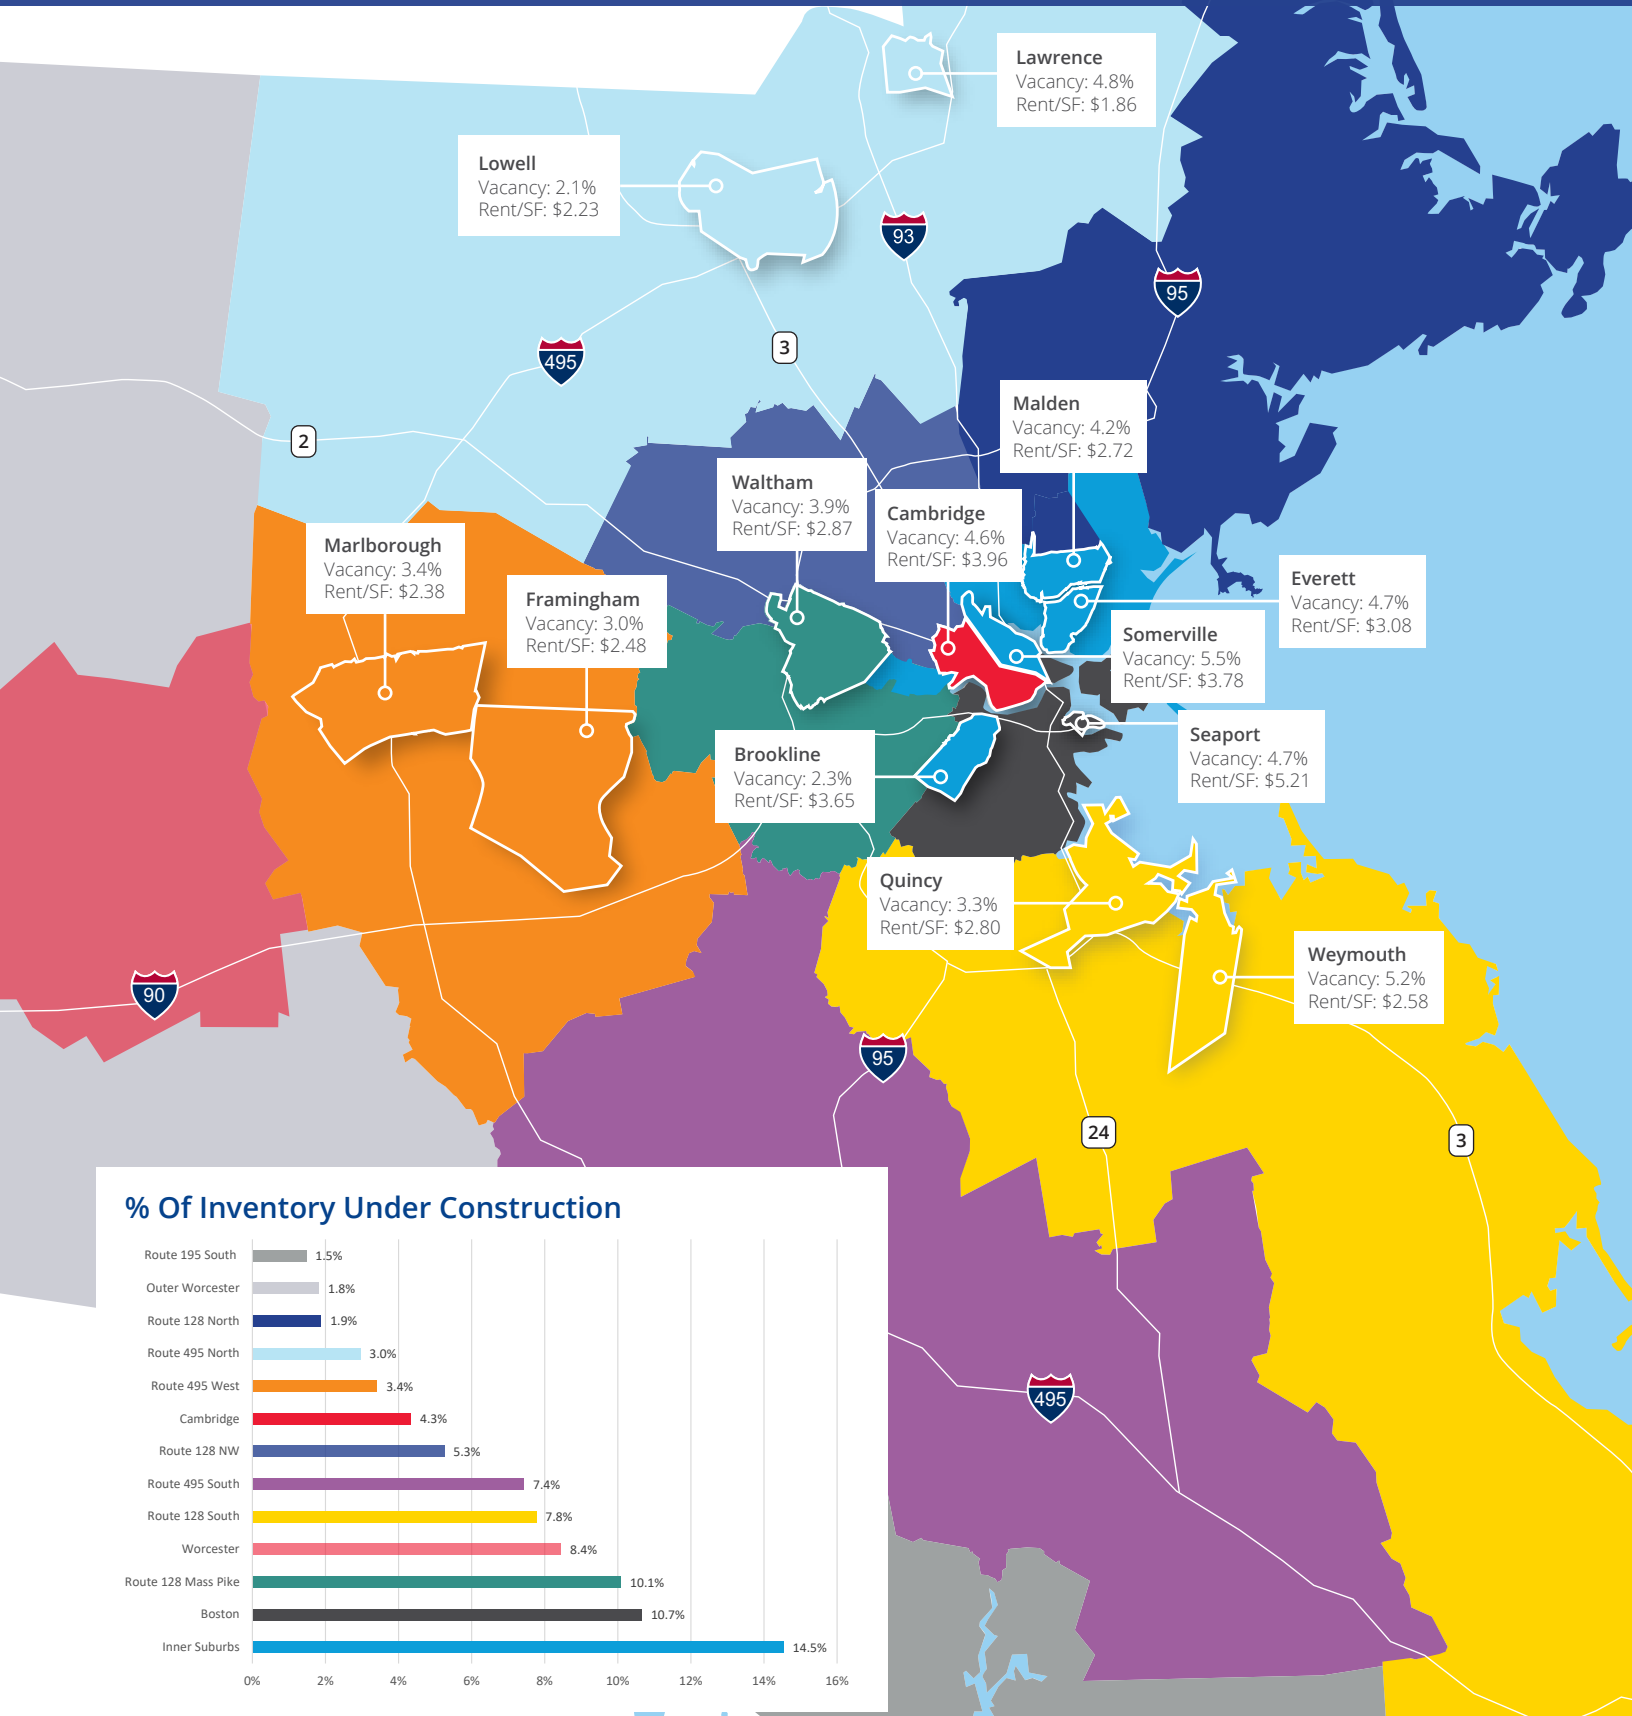 Lawrence
Vacancy: 4.8%
Rent/SF: $1.86
Lowell
Vacancy: 2.1%
Rent/SF: $2.23
93
95
495
3
2
Malden
Vacancy: 4.2%
Rent/SF: $2.72
Waltham
Vacancy: 3.9%
Rent/SF: $2.87
Cambridge
Vacancy: 4.6%
Rent/SF: $3.96
Marlborough
Vacancy: 3.4%
Rent/SF: $2.38
Framingham
Vacancy: 3.0%
Rent/SF: $2.48
Everett
Vacancy: 4.7%
Rent/SF: $3.08
Somerville
Vacancy: 5.5%
Rent/SF: $3.78
Seaport
Vacancy: 4.7%
Rent/SF: $5.21
Brookline
Vacancy: 2.3%
Rent/SF: $3.65
Quincy
Vacancy: 3.3%
Rent/SF: $2.80
Weymouth
Vacancy: 5.2%
Rent/SF: $2.58
90
95
24
3
495
% Of Inventory Under Construction
Route 195 South 1.5%
Outer Worcester 1.8%
Route 128 North 1.9%
Route 495 North 3.0%
Route 495 West 3.4%
Cambridge 4.3%
Route 128 NW 5.3%
Route 495 South 7.4%
Route 128 South 7.8%
Worcester 8.4%
Route 128 Mass Pike 10.1%
Boston 10.7%
Inner Suburbs 14.5%
0% 2% 4% 6% 8% 10% 12% 14% 16%